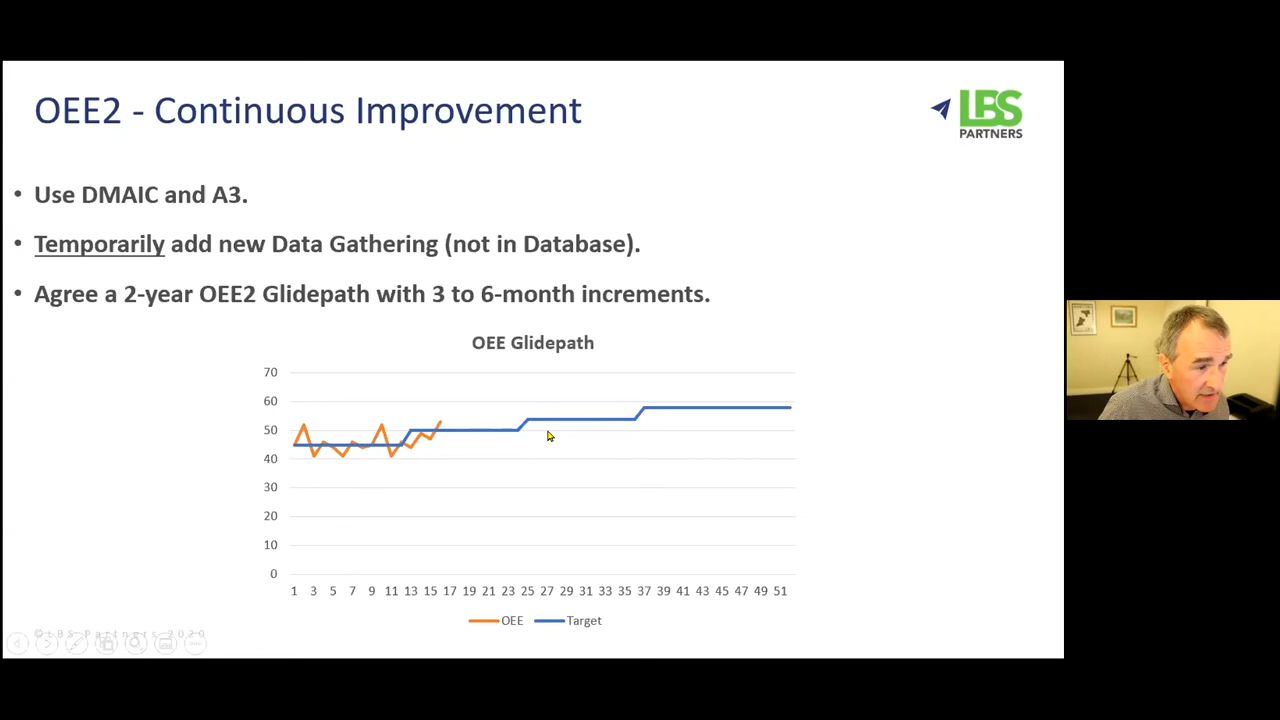 OEE2 - Continuous Improvement
LBS
PARTNERS
• Use DMAIC and A3.
• Temporarily add new Data Gathering (not in Database).
• Agree a 2-year OEE2 Glidepath with 3 to 6-month increments.
OEE Glidepath
70
60
50
40
30
20
10
0
1 3 5 7 9 11 13 15 17 19 21 23 25 27 29 31 33 35 37 39 41 43 45 47 49 51
OEE Target
©LBS Partners 2020